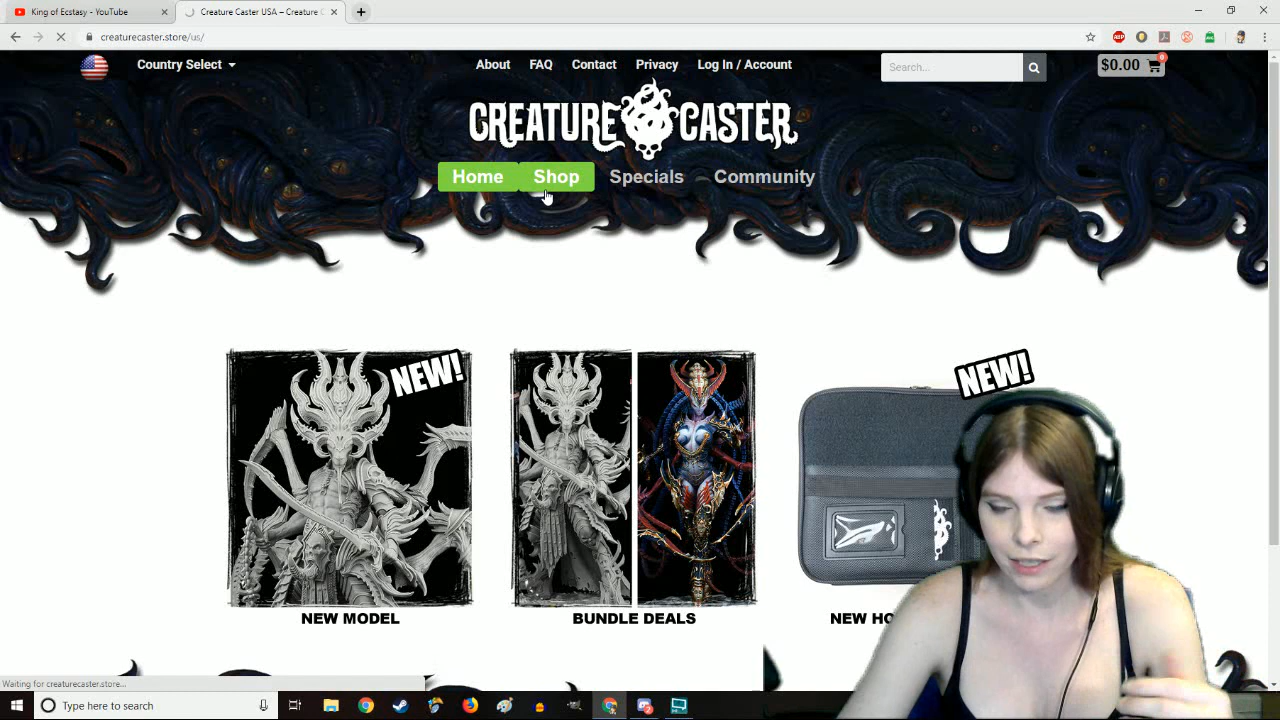 King of Ecstasy - YouTube
Creature Caster USA – Creature C
creaturecaster.store/us/
Country Select
About FAQ Contact Privacy Log In / Account
Search...
$0.00
0
CREATURE CASTER
Home Shop Specials Community
NEW!
NEW!
NEW MODEL
BUNDLE DEALS
NEW HO
Waiting for creaturecaster.store...
Type here to search